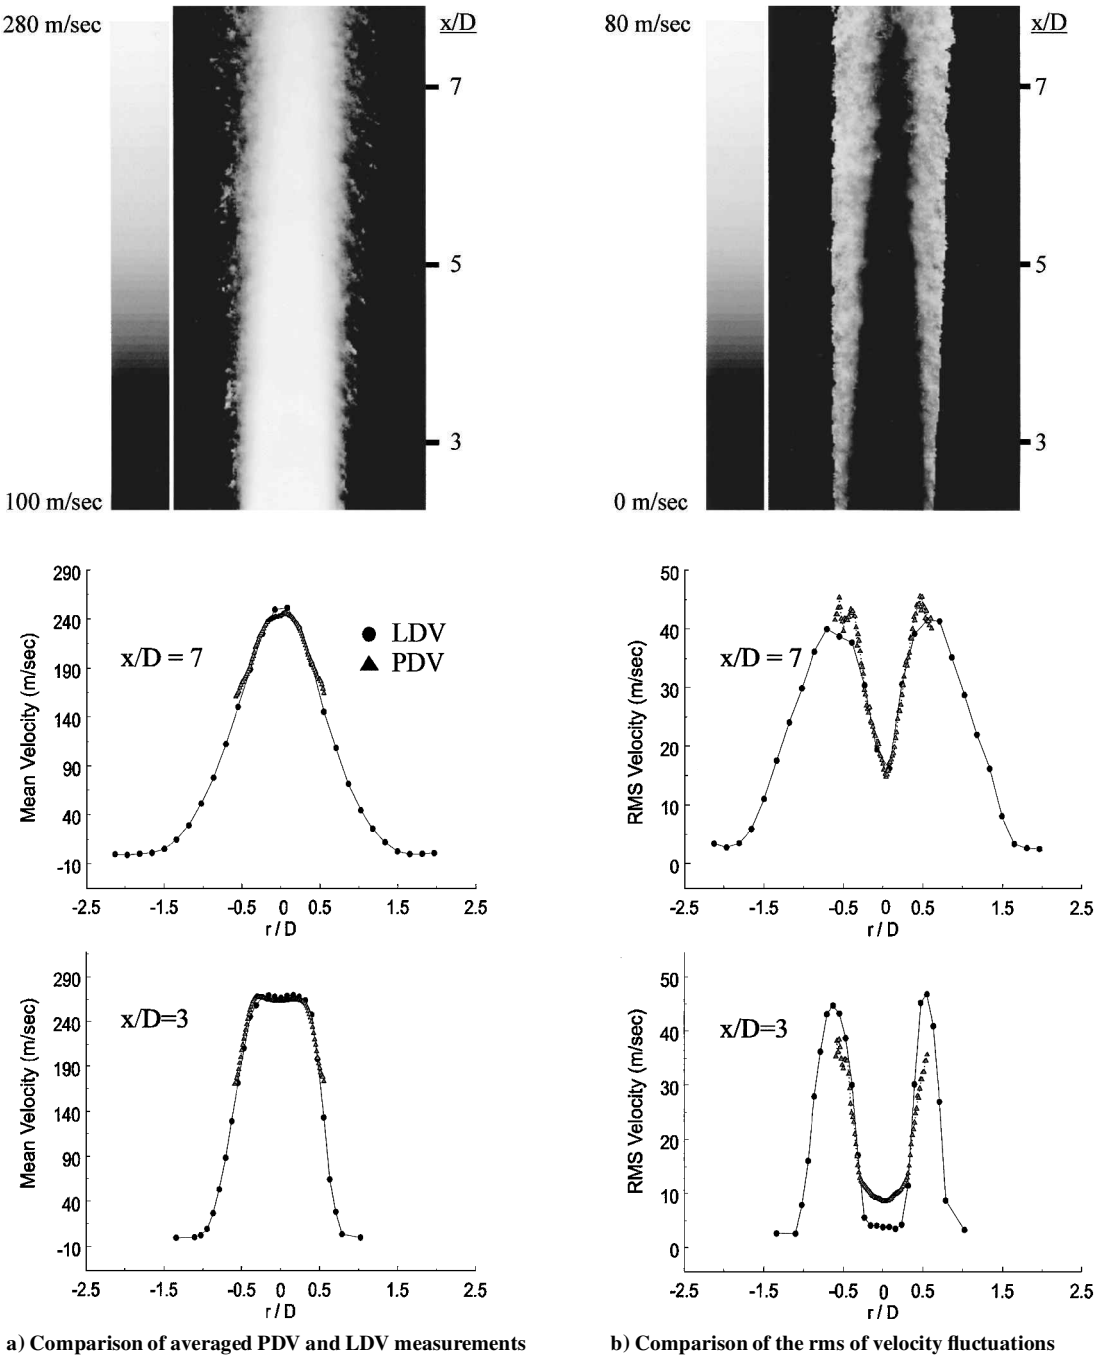 280 m/sec
x/D
7
5
3
100 m/sec
80 m/sec
x/D
7
5
3
0 m/sec
290
240
190
140
90
40
-10
Mean Velocity (m/sec)
x/D = 7
LDV
PDV
-2.5 -1.5 -0.5 0 0.5 1.5 2.5
r / D
50
40
30
20
10
0
RMS Velocity (m/sec)
x/D = 7
-2.5 -1.5 -0.5 0 0.5 1.5 2.5
r / D
290
240
190
140
90
40
-10
Mean Velocity (m/sec)
x/D=3
-2.5 -1.5 -0.5 0 0.5 1.5 2.5
r / D
50
40
30
20
10
0
RMS Velocity (m/sec)
x/D=3
-2.5 -1.5 -0.5 0 0.5 1.5 2.5
r / D
a) Comparison of averaged PDV and LDV measurements
b) Comparison of the rms of velocity fluctuations